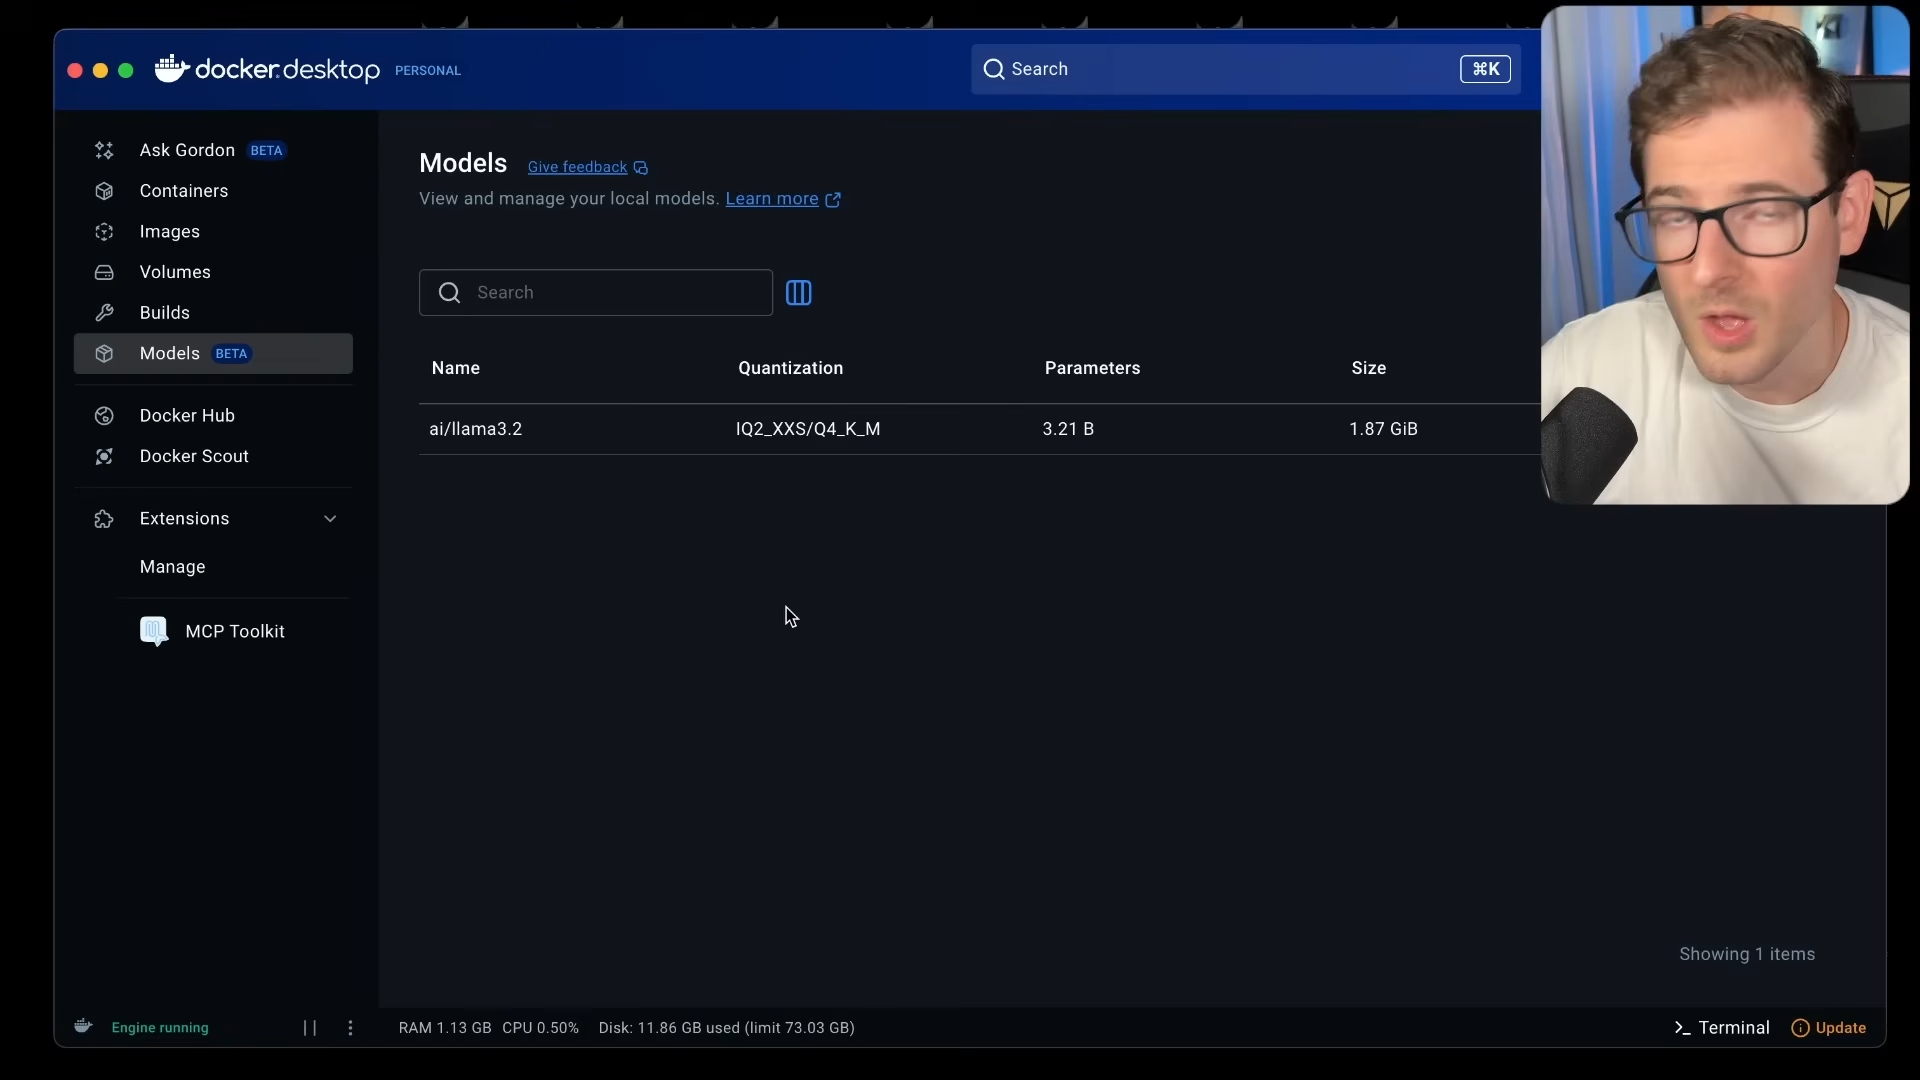 docker.desktop PERSONAL
Search
⌘K
Ask Gordon BETA
Containers
Images
Volumes
Builds
Models BETA
Docker Hub
Docker Scout
Extensions
Manage
MCP Toolkit
Models Give feedback
View and manage your local models. Learn more
Search
Name Quantization Parameters Size
ai/llama3.2 IQ2_XXS/Q4_K_M 3.21 B 1.87 GiB
Showing 1 items
Engine running
RAM 1.13 GB CPU 0.50% Disk: 11.86 GB used (limit 73.03 GB)
>_ Terminal
Update